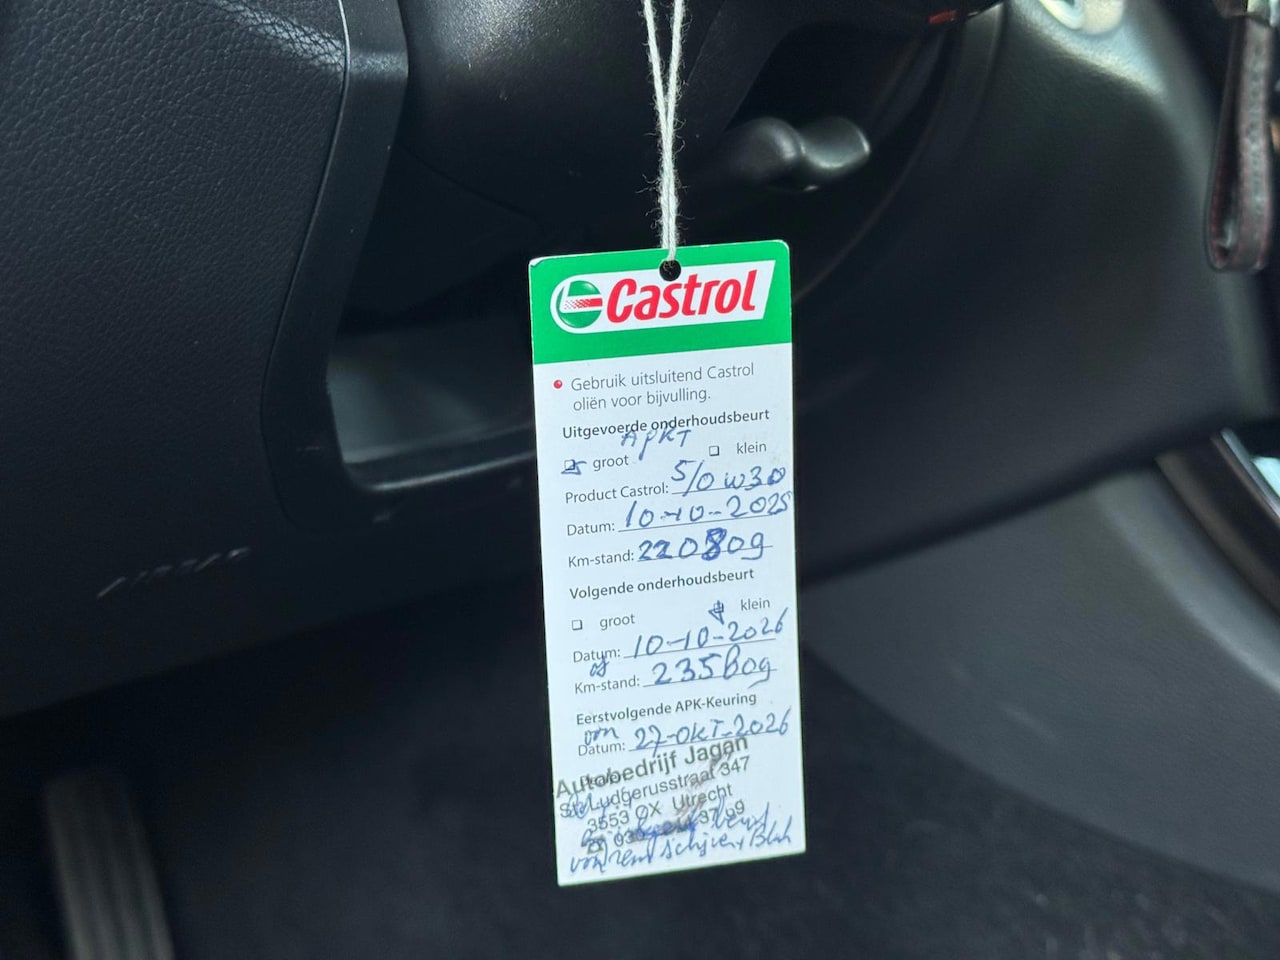 Castrol
Gebruik uitsluitend Castrol
oliën voor bijvulling.
Uitgevoerde onderhoudsbeurt
groot klein
Product Castrol: 5/0 W30
Datum: 10-10-2025
Km-stand: 220809
Volgende onderhoudsbeurt
groot klein
Datum: 10-10-2026
of
Km-stand: 235809
Eerstvolgende APK-Keuring
Datum: 27-OKT-2026
Autobedrijf Jagan
St. Ludgerusstraat 347
3553 CX Utrecht